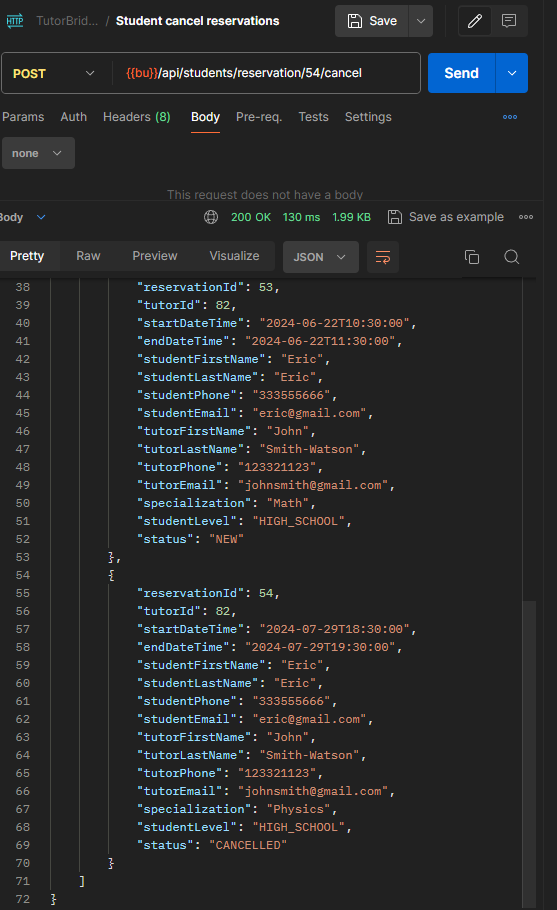 HTTP TutorBrid... / Student cancel reservations Save
POST {{bu}}/api/students/reservation/54/cancel Send
Params Auth Headers (8) Body Pre-req. Tests Settings
none
This request does not have a body
Body 200 OK 130 ms 1.99 KB Save as example
Pretty Raw Preview Visualize JSON
38 "reservationId": 53,
39 "tutorId": 82,
40 "startDateTime": "2024-06-22T10:30:00",
41 "endDateTime": "2024-06-22T11:30:00",
42 "studentFirstName": "Eric",
43 "studentLastName": "Eric",
44 "studentPhone": "333555666",
45 "studentEmail": "eric@gmail.com",
46 "tutorFirstName": "John",
47 "tutorLastName": "Smith-Watson",
48 "tutorPhone": "123321123",
49 "tutorEmail": "johnsmith@gmail.com",
50 "specialization": "Math",
51 "studentLevel": "HIGH_SCHOOL",
52 "status": "NEW"
53 },
54 {
55 "reservationId": 54,
56 "tutorId": 82,
57 "startDateTime": "2024-07-29T18:30:00",
58 "endDateTime": "2024-07-29T19:30:00",
59 "studentFirstName": "Eric",
60 "studentLastName": "Eric",
61 "studentPhone": "333555666",
62 "studentEmail": "eric@gmail.com",
63 "tutorFirstName": "John",
64 "tutorLastName": "Smith-Watson",
65 "tutorPhone": "123321123",
66 "tutorEmail": "johnsmith@gmail.com",
67 "specialization": "Physics",
68 "studentLevel": "HIGH_SCHOOL",
69 "status": "CANCELLED"
70 }
71 ]
72 }